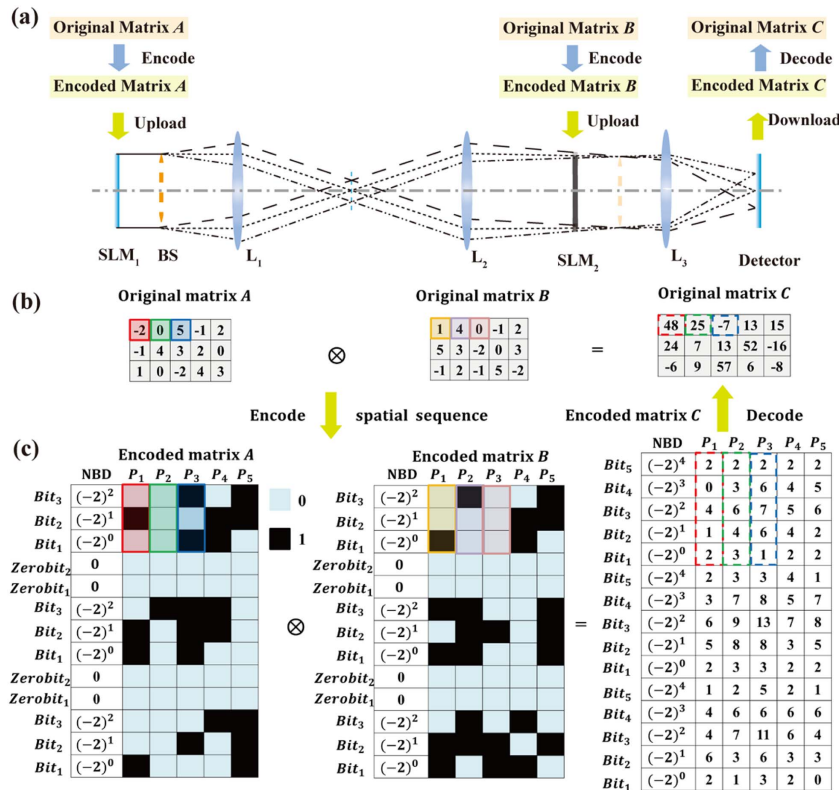 (a)
Original Matrix A
Original Matrix B
Original Matrix C
Encode
Encode
Decode
Encoded Matrix A
Encoded Matrix B
Encoded Matrix C
Upload
Upload
Download
SLM₁
BS
L₁
L₂
SLM₂
L₃
Detector
(b)
Original matrix A
Original matrix B
Original matrix C
-2 0 5 -1 2
-1 4 3 2 0
1 0 -2 4 3
⊗
1 4 0 -1 2
5 3 -2 0 3
-1 2 -1 5 -2
=
48 25 -7 13 15
24 7 13 52 -16
-6 9 57 6 -8
Encode spatial sequence
Encoded matrix C Decode
(c)
Encoded matrix A
NBD P₁ P₂ P₃ P₄ P₅
Bit₃ (-2)²
Bit₂ (-2)¹
Bit₁ (-2)⁰
Zerobit₂ 0
Zerobit₁ 0
Bit₃ (-2)²
Bit₂ (-2)¹
Bit₁ (-2)⁰
Zerobit₂ 0
Zerobit₁ 0
Bit₃ (-2)²
Bit₂ (-2)¹
Bit₁ (-2)⁰
0
1
⊗
Encoded matrix B
NBD P₁ P₂ P₃ P₄ P₅
Bit₃ (-2)²
Bit₂ (-2)¹
Bit₁ (-2)⁰
Zerobit₂ 0
Zerobit₁ 0
Bit₃ (-2)²
Bit₂ (-2)¹
Bit₁ (-2)⁰
Zerobit₂ 0
Zerobit₁ 0
Bit₃ (-2)²
Bit₂ (-2)¹
Bit₁ (-2)⁰
=
NBD P₁ P₂ P₃ P₄ P₅
Bit₅ (-2)⁴ 2 2 2 2 2
Bit₄ (-2)³ 0 3 6 4 5
Bit₃ (-2)² 4 6 7 5 6
Bit₂ (-2)¹ 1 4 6 4 2
Bit₁ (-2)⁰ 2 3 1 2 2
Bit₅ (-2)⁴ 2 3 3 4 1
Bit₄ (-2)³ 3 7 8 5 7
Bit₃ (-2)² 6 9 13 7 8
Bit₂ (-2)¹ 5 8 8 3 5
Bit₁ (-2)⁰ 2 3 3 2 2
Bit₅ (-2)⁴ 1 2 5 2 1
Bit₄ (-2)³ 4 6 6 6 6
Bit₃ (-2)² 4 7 11 6 4
Bit₂ (-2)¹ 6 3 6 3 3
Bit₁ (-2)⁰ 2 1 3 2 0